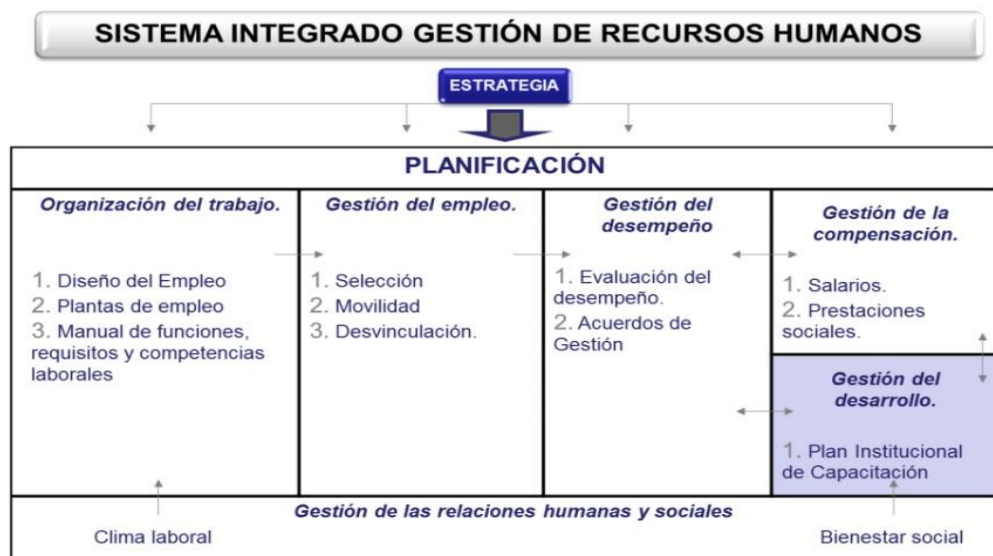 SISTEMA INTEGRADO GESTIÓN DE RECURSOS HUMANOS
ESTRATEGIA
PLANIFICACIÓN
Organización del trabajo.
1. Diseño del Empleo
2. Plantas de empleo
3. Manual de funciones,
requisitos y competencias
laborales
Gestión del empleo.
1. Selección
2. Movilidad
3. Desvinculación.
Gestión del
desempeño
1. Evaluación del
desempeño.
2. Acuerdos de
Gestión
Gestión de la
compensación.
1. Salarios.
2. Prestaciones
sociales.
Gestión del
desarrollo.
1. Plan Institucional
de Capacitación
Gestión de las relaciones humanas y sociales
Clima laboral
Bienestar social